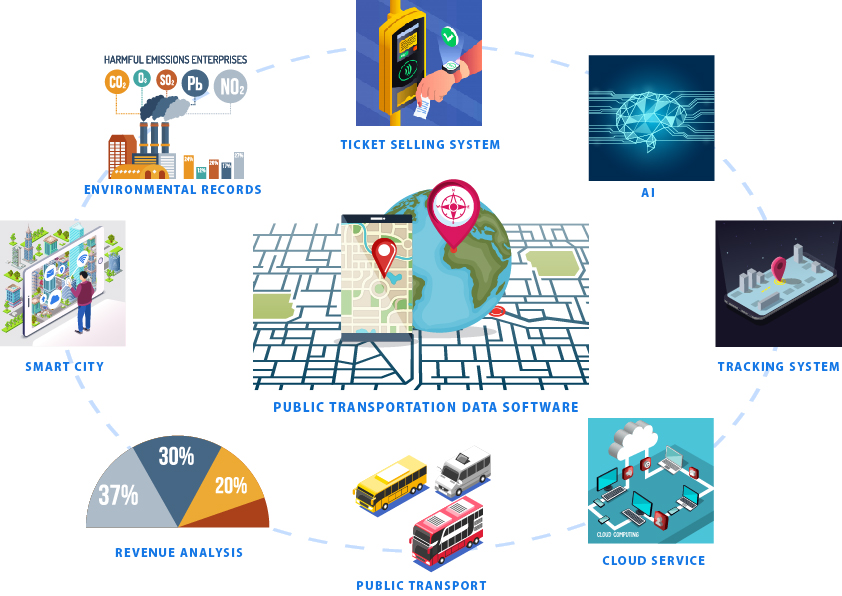 HARMFUL EMISSIONS ENTERPRISES
CO₂ O₃ SO₂ Pb NO₂
ENVIRONMENTAL RECORDS
TICKET SELLING SYSTEM
AI
SMART CITY
TRACKING SYSTEM
PUBLIC TRANSPORTATION DATA SOFTWARE
37% 30% 20%
REVENUE ANALYSIS
PUBLIC TRANSPORT
CLOUD COMPUTING
CLOUD SERVICE